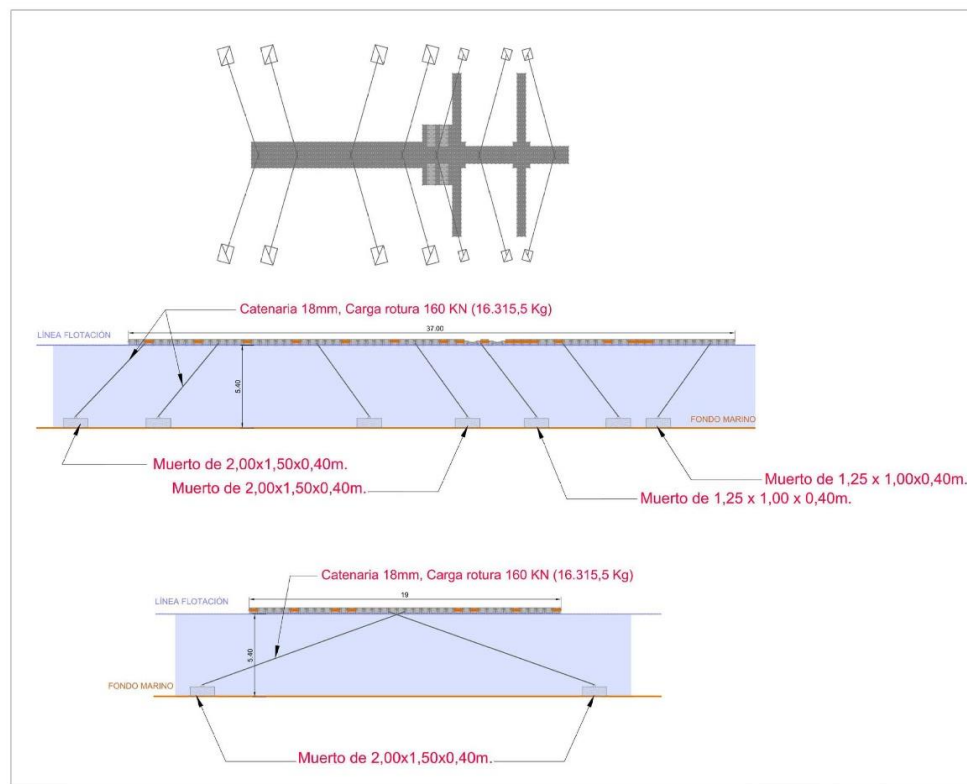 Catenaria 18mm, Carga rotura 160 KN (16.315,5 Kg)
LÍNEA FLOTACIÓN
37.00
5.40
FONDO MARINO
Muerto de 2,00x1,50x0,40m.
Muerto de 1,25 x 1,00x0,40m.
Muerto de 2,00x1,50x0,40m.
Muerto de 1,25 x 1,00 x 0,40m.
Catenaria 18mm, Carga rotura 160 KN (16.315,5 Kg)
LÍNEA FLOTACIÓN
19
5.40
FONDO MARINO
Muerto de 2,00x1,50x0,40m.